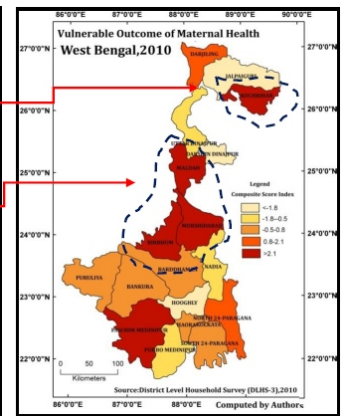 86°0'0"E 87°0'0"E 88°0'0"E 89°0'0"E 90°0'0"E
Vulnerable Outcome of Maternal Health
West Bengal,2010
27°0'0"N 27°0'0"N
DARJILING
JALPAIGURI
26°0'0"N 26°0'0"N
UTTAR DINAJPUR
DAKSHIN DINAJPUR
25°0'0"N 25°0'0"N
MALDAH
Legend
Composite Score Index
<-1.8
-1.8--0.5
-0.5-0.8
0.8-2.1
>2.1
24°0'0"N 24°0'0"N
MURSHIDABAD
BIRBHUM
BARDDHAMAN
NADIA
PURULIYA
BANKURA
23°0'0"N 23°0'0"N
HOOGHLY
NORTH 24-PARAGANA
PASHIM MEDINIPUR
SOUTH 24-PARAGANA
PURBO MEDINIPUR
22°0'0"N 22°0'0"N
0 50 100
Kilometers
Source:District Level Household Survey (DLHS-3),2010
86°0'0"E 87°0'0"E 88°0'0"E Computed by Authors